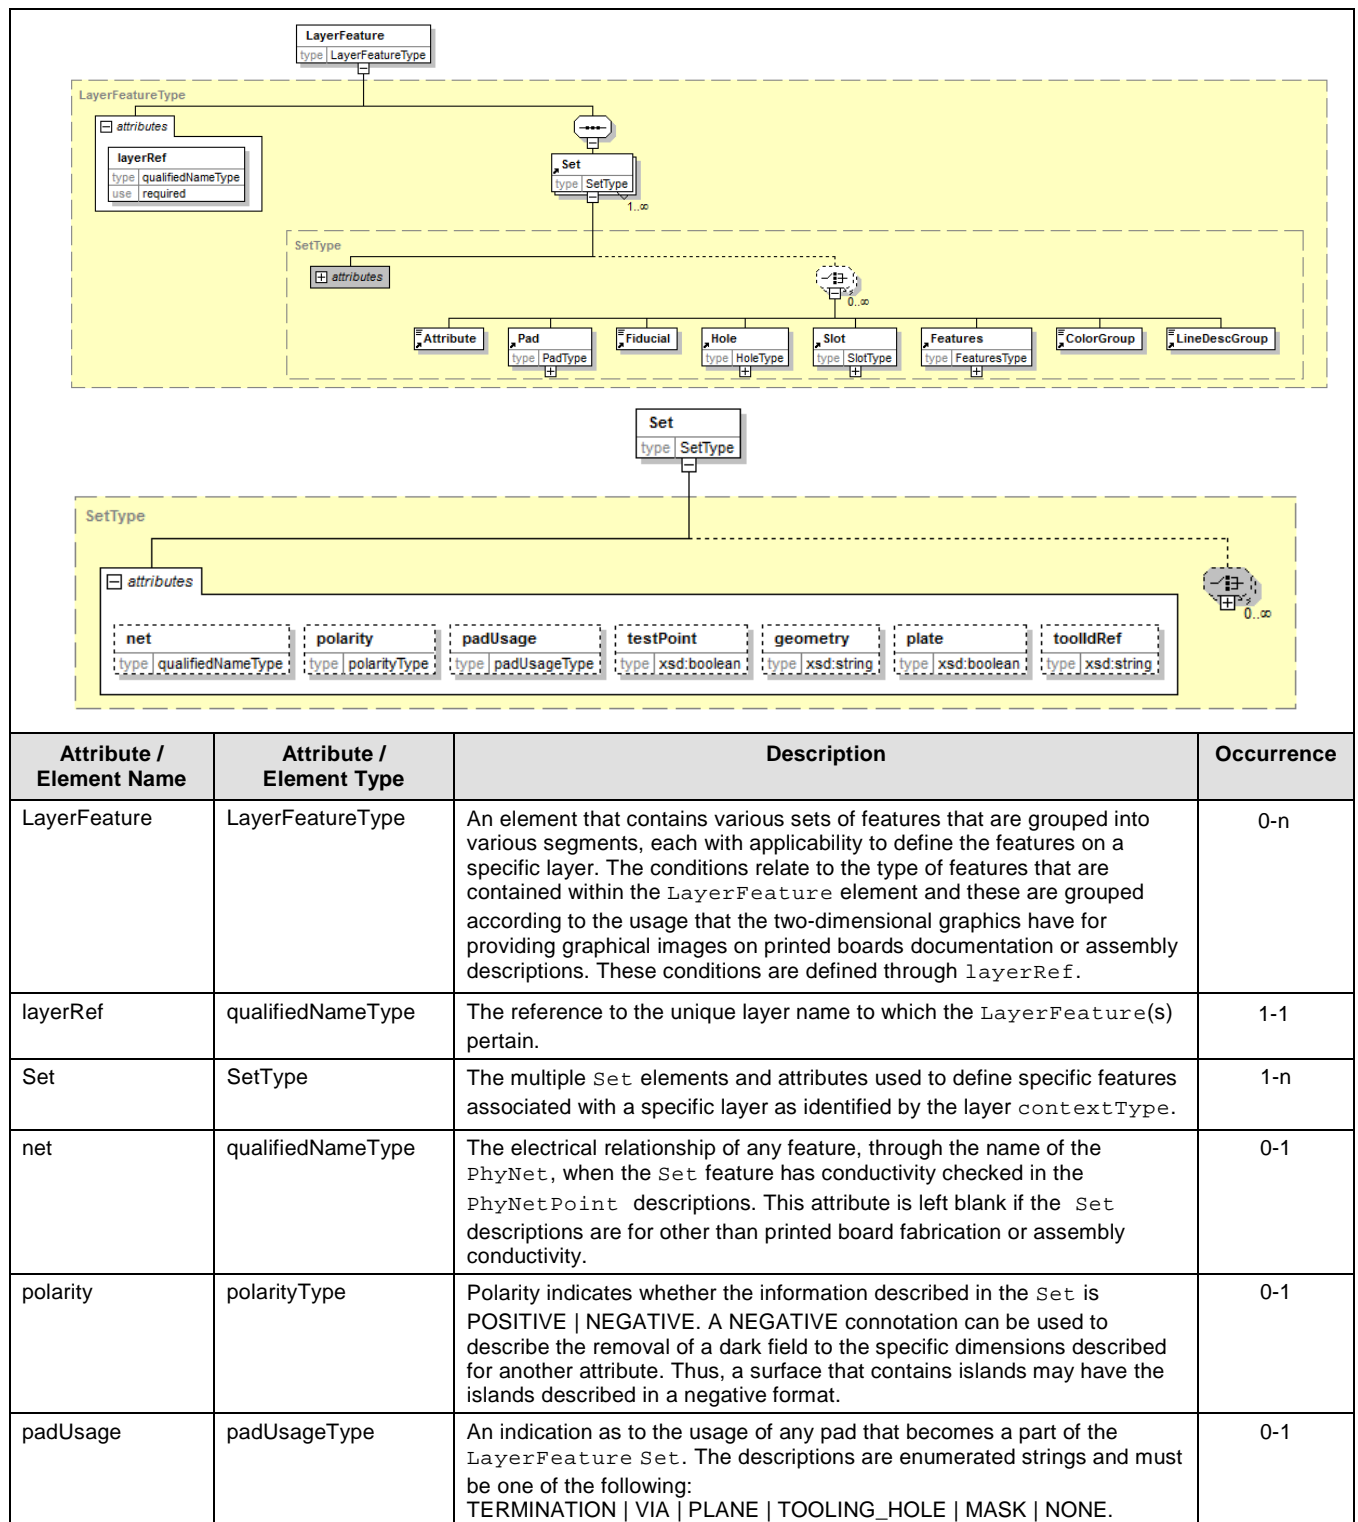 LayerFeature
type LayerFeatureType
LayerFeatureType
attributes
layerRef
type qualifiedNameType
use required
Set
type SetType
1..∞
SetType
attributes
0..∞
Attribute Pad Fiducial Hole Slot Features ColorGroup LineDescGroup
type PadType type HoleType type SlotType type FeaturesType
Set
type SetType
SetType
attributes
0..∞
net polarity padUsage testPoint geometry plate toolIdRef
type qualifiedNameType type polarityType type padUsageType type xsd:boolean type xsd:string type xsd:boolean type xsd:string
Attribute / Attribute / Description Occurrence
Element Name Element Type
LayerFeature LayerFeatureType An element that contains various sets of features that are grouped into 0-n
various segments, each with applicability to define the features on a
specific layer. The conditions relate to the type of features that are
contained within the LayerFeature element and these are grouped
according to the usage that the two-dimensional graphics have for
providing graphical images on printed boards documentation or assembly
descriptions. These conditions are defined through layerRef.
layerRef qualifiedNameType The reference to the unique layer name to which the LayerFeature(s) 1-1
pertain.
Set SetType The multiple Set elements and attributes used to define specific features 1-n
associated with a specific layer as identified by the layer contextType.
net qualifiedNameType The electrical relationship of any feature, through the name of the 0-1
PhyNet, when the Set feature has conductivity checked in the
PhyNetPoint descriptions. This attribute is left blank if the Set
descriptions are for other than printed board fabrication or assembly
conductivity.
polarity polarityType Polarity indicates whether the information described in the Set is 0-1
POSITIVE | NEGATIVE. A NEGATIVE connotation can be used to
describe the removal of a dark field to the specific dimensions described
for another attribute. Thus, a surface that contains islands may have the
islands described in a negative format.
padUsage padUsageType An indication as to the usage of any pad that becomes a part of the 0-1
LayerFeature Set. The descriptions are enumerated strings and must
be one of the following:
TERMINATION | VIA | PLANE | TOOLING_HOLE | MASK | NONE.